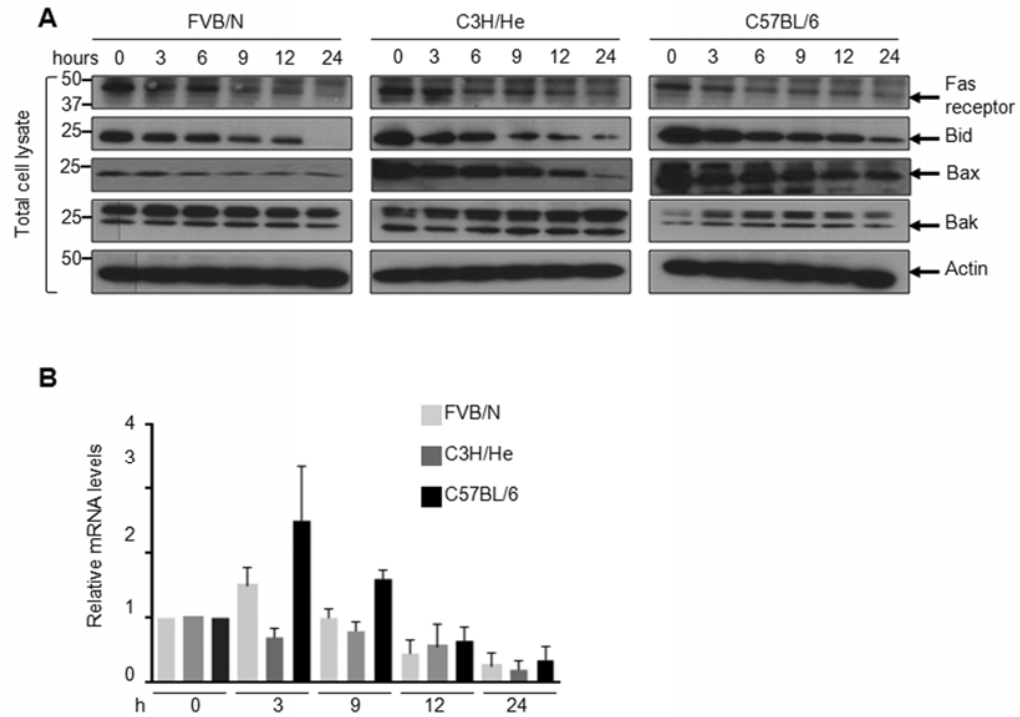 A
FVB/N C3H/He C57BL/6
hours 0 3 6 9 12 24 0 3 6 9 12 24 0 3 6 9 12 24
Total cell lysate
50
37
Fas
receptor
25
Bid
25
Bax
25
Bak
50
Actin
B
Relative mRNA levels
4
3
2
1
0
FVB/N
C3H/He
C57BL/6
h 0 3 9 12 24